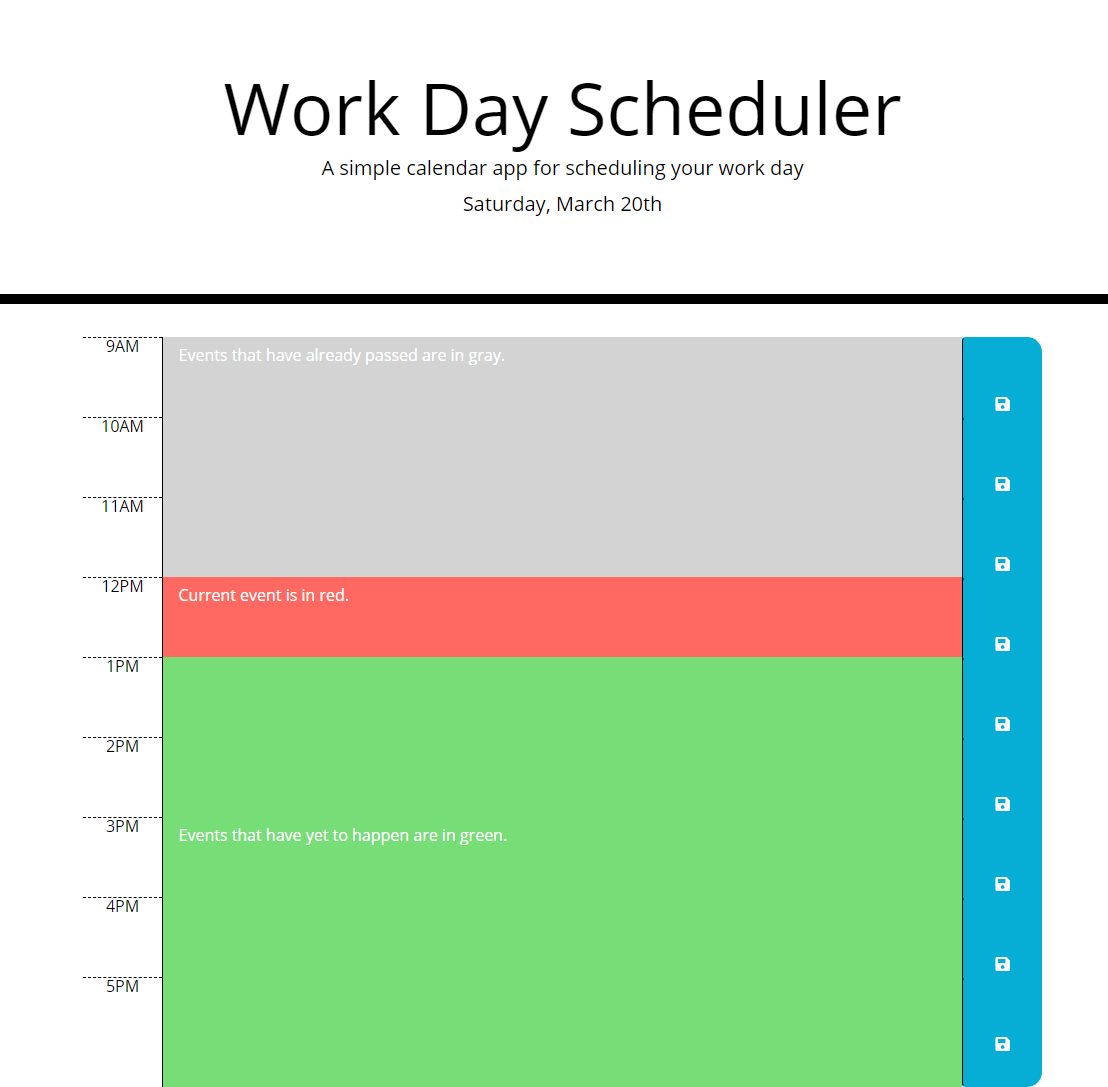 Work Day Scheduler
A simple calendar app for scheduling your work day
Saturday, March 20th
9AM
Events that have already passed are in gray.
10AM
11AM
12PM
Current event is in red.
1PM
2PM
3PM
Events that have yet to happen are in green.
4PM
5PM